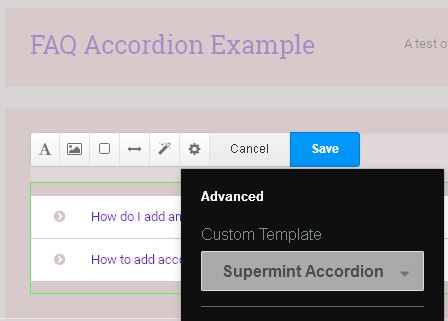 FAQ Accordion Example
A test o
A
Cancel
Save
Advanced
How do I add an
Custom Template
How to add acco
Supermint Accordion